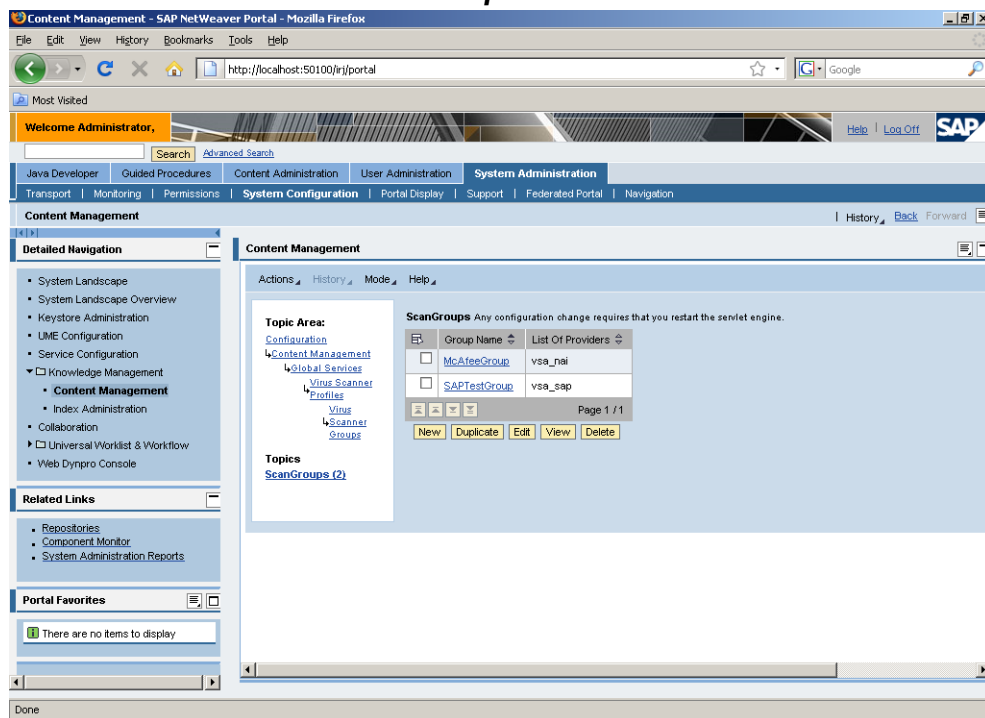 Content Management - SAP NetWeaver Portal - Mozilla Firefox
File Edit View History Bookmarks Tools Help
http://localhost:50100/irj/portal
Google
Most Visited
Welcome Administrator,
Help | Log Off
SAP
Search Advanced Search
Java Developer Guided Procedures Content Administration User Administration System Administration
Transport | Monitoring | Permissions | System Configuration | Portal Display | Support | Federated Portal | Navigation
Content Management
| History Back Forward
Detailed Navigation
System Landscape
System Landscape Overview
Keystore Administration
UME Configuration
Service Configuration
Knowledge Management
Content Management
Index Administration
Collaboration
Universal Worklist & Workflow
Web Dynpro Console
Related Links
Repositories
Component Monitor
System Administration Reports
Portal Favorites
There are no items to display
Content Management
Actions History Mode Help
Topic Area:
Configuration
Content Management
Global Services
Virus Scanner
Profiles
Virus
Scanner
Groups
Topics
ScanGroups (2)
ScanGroups Any configuration change requires that you restart the servlet engine.
Group Name List Of Providers
McAfeeGroup vsa_nai
SAPTestGroup vsa_sap
Page 1 / 1
New Duplicate Edit View Delete
Done